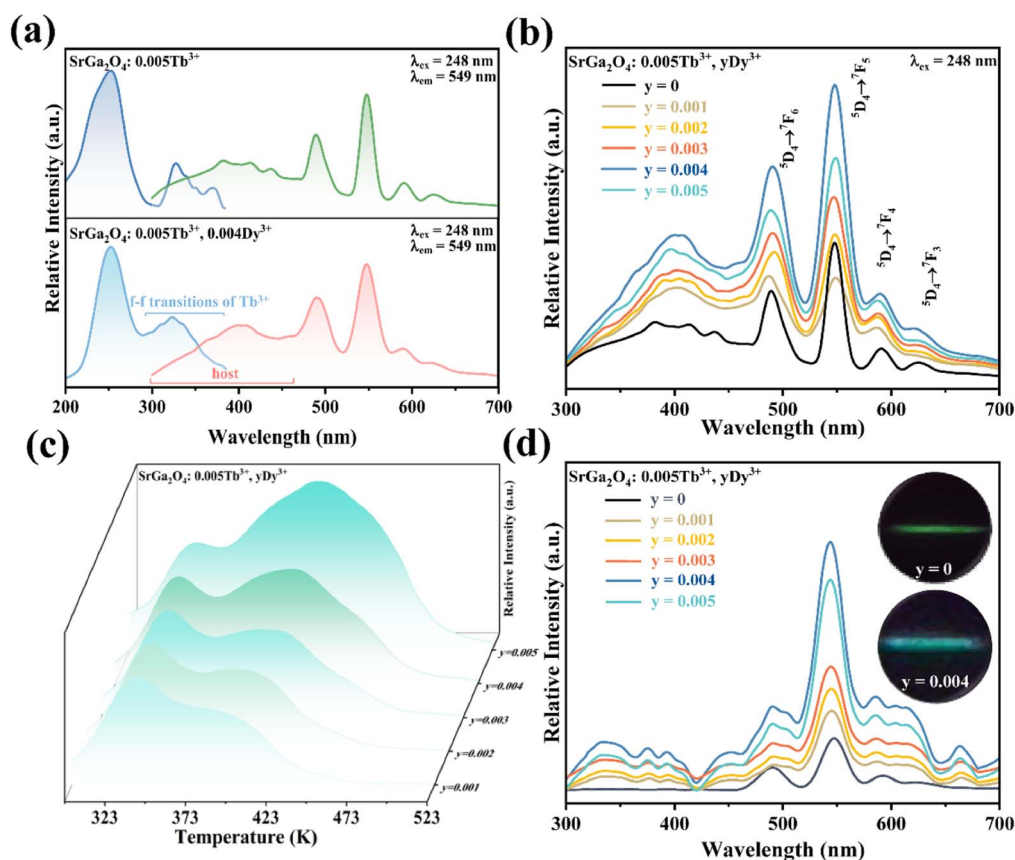 (a)
SrGa₂O₄: 0.005Tb³⁺
λex = 248 nm
λem = 549 nm
SrGa₂O₄: 0.005Tb³⁺, 0.004Dy³⁺
λex = 248 nm
λem = 549 nm
f-f transitions of Tb³⁺
host
Relative Intensity (a.u.)
200 300 400 500 600 700
Wavelength (nm)
(b)
SrGa₂O₄: 0.005Tb³⁺, yDy³⁺
λex = 248 nm
y = 0
y = 0.001
y = 0.002
y = 0.003
y = 0.004
y = 0.005
⁵D₄→⁷F₆
⁵D₄→⁷F₅
⁵D₄→⁷F₄
⁵D₄→⁷F₃
Relative Intensity (a.u.)
300 400 500 600 700
Wavelength (nm)
(c)
SrGa₂O₄: 0.005Tb³⁺, yDy³⁺
Relative Intensity (a.u.)
y=0.005
y=0.004
y=0.003
y=0.002
y=0.001
323 373 423 473 523
Temperature (K)
(d)
SrGa₂O₄: 0.005Tb³⁺, yDy³⁺
y = 0
y = 0.001
y = 0.002
y = 0.003
y = 0.004
y = 0.005
y = 0
y = 0.004
Relative Intensity (a.u.)
300 400 500 600 700
Wavelength (nm)